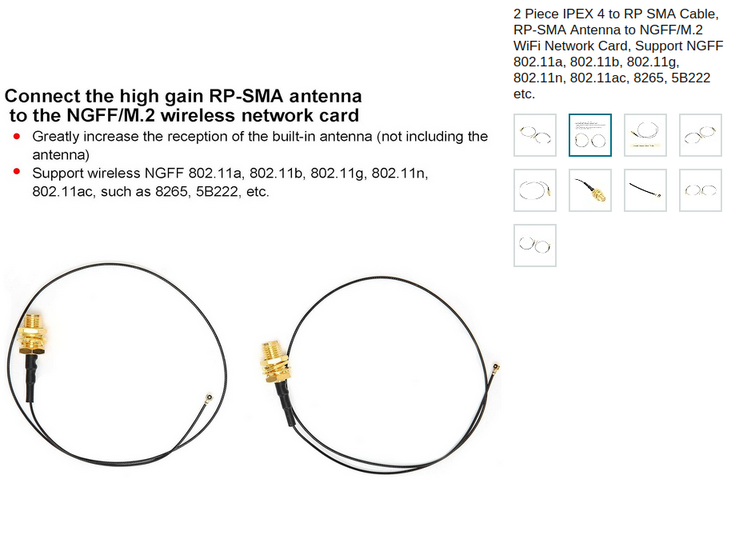 2 Piece IPEX 4 to RP SMA Cable,
RP-SMA Antenna to NGFF/M.2
WiFi Network Card, Support NGFF
802.11a, 802.11b, 802.11g,
802.11n, 802.11ac, 8265, 5B222
etc.
Connect the high gain RP-SMA antenna
to the NGFF/M.2 wireless network card
Greatly increase the reception of the built-in antenna (not including the
antenna)
Support wireless NGFF 802.11a, 802.11b, 802.11g, 802.11n,
802.11ac, such as 8265, 5B222, etc.